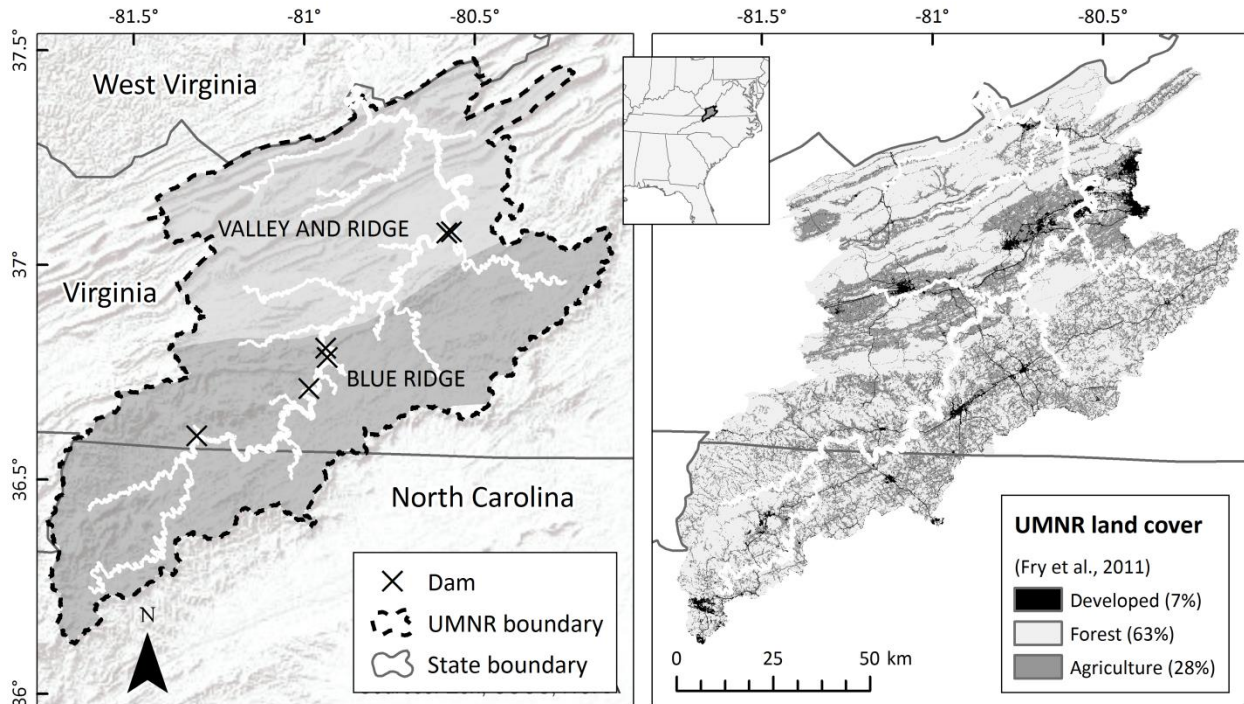 -81.5°
-81°
-80.5°
-81.5°
-81°
-80.5°
37.5°
37°
36.5°
36°
West Virginia
VALLEY AND RIDGE
Virginia
BLUE RIDGE
North Carolina
N
Dam
UMNR boundary
State boundary
0 25 50 km
UMNR land cover
(Fry et al., 2011)
Developed (7%)
Forest (63%)
Agriculture (28%)